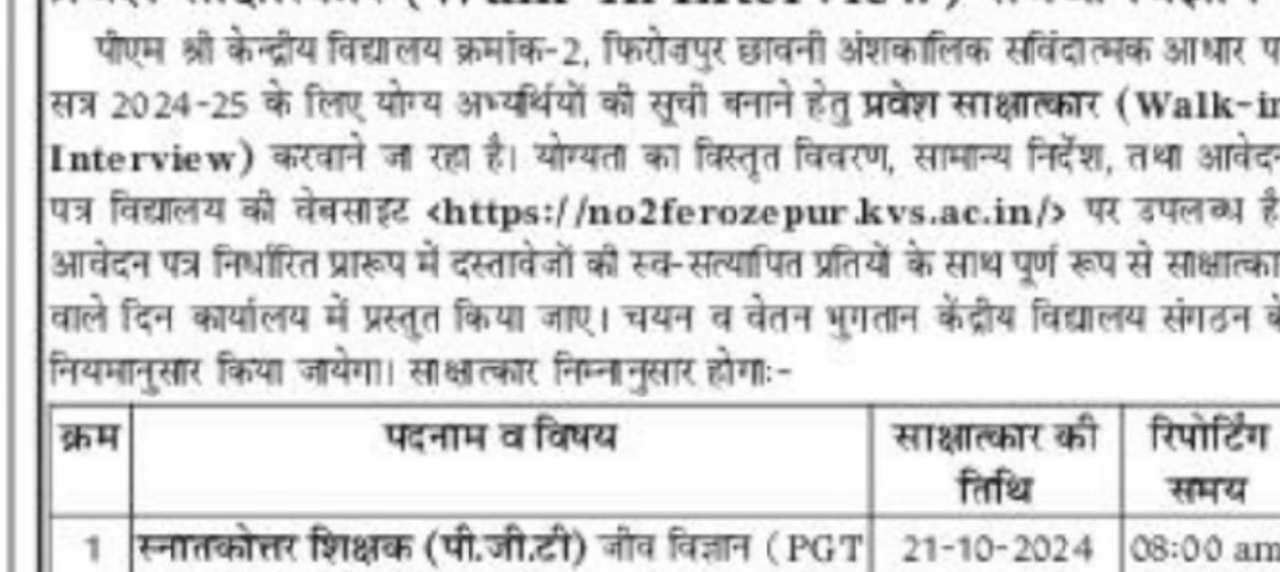 पीएम श्री केन्द्रीय विद्यालय क्रमांक-2, फिरोजपुर छावनी अंशकालिक सविंदात्मक आधार
सत्र 2024-25 के लिए योग्य अभ्यर्थियों की सूची बनाने हेतु प्रवेश साक्षात्कार (Walk-in
Interview) करवाने जा रहा है। योग्यता का विस्तृत विवरण, सामान्य निर्देश, तथा आवेदन
पत्र विद्यालय की वेबसाइट <https://no2ferozepur.kvs.ac.in/> पर उपलब्ध है
आवेदन पत्र निर्धारित प्रारूप में दस्तावेजों की स्व-सत्यापित प्रतियों के साथ पूर्ण रूप से साक्षात्का
वाले दिन कार्यालय में प्रस्तुत किया जाए। चयन व वेतन भुगतान केंद्रीय विद्यालय संगठन के
नियमानुसार किया जायेगा। साक्षात्कार निम्नानुसार होगाः-
क्रम पदनाम व विषय साक्षात्कार की रिपोर्टिंग
तिथि समय
1 स्नातकोत्तर शिक्षक (पी.जी.टी) जीव विज्ञान (PGT 21-10-2024 08:00 am